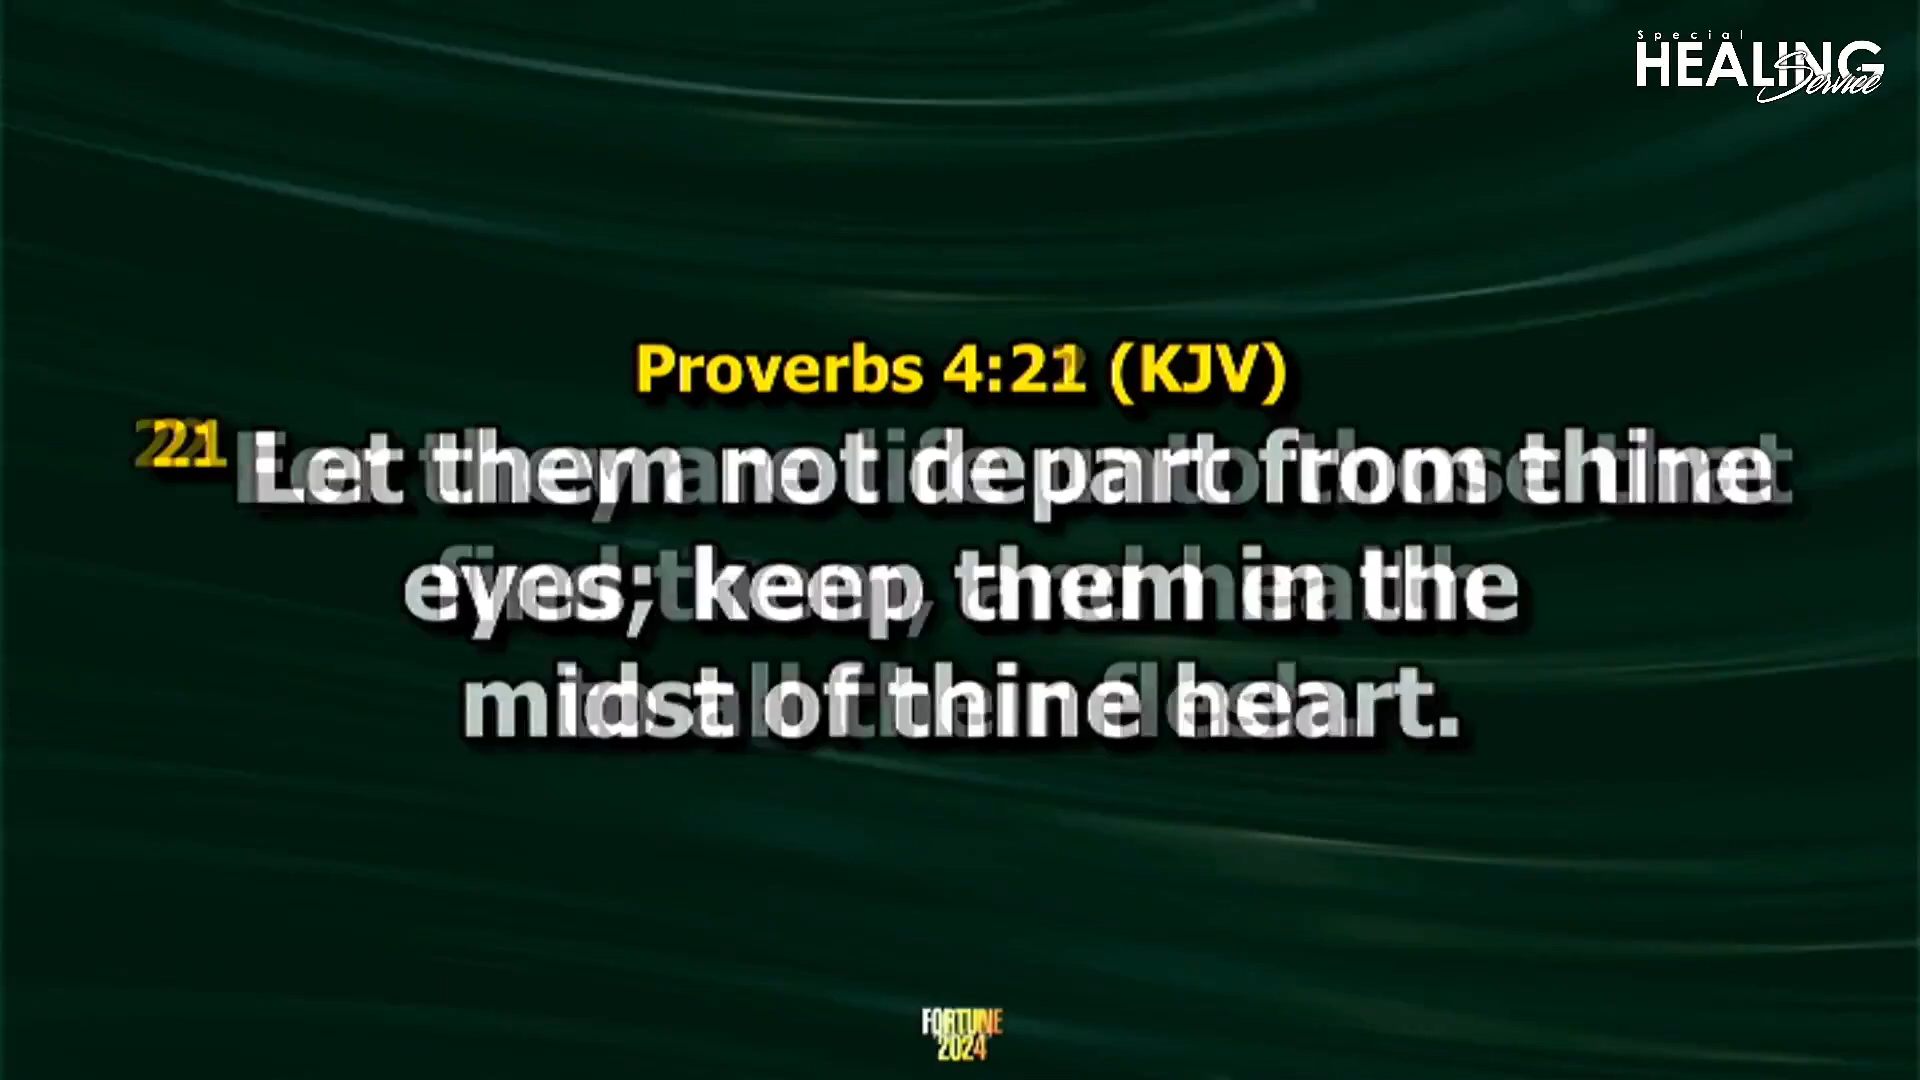 Special
HEALING
Service
Proverbs 4:21 (KJV)
21 Let them not depart from thine
eyes; keep them in the
midst of thine heart.
FORTUNE
2024